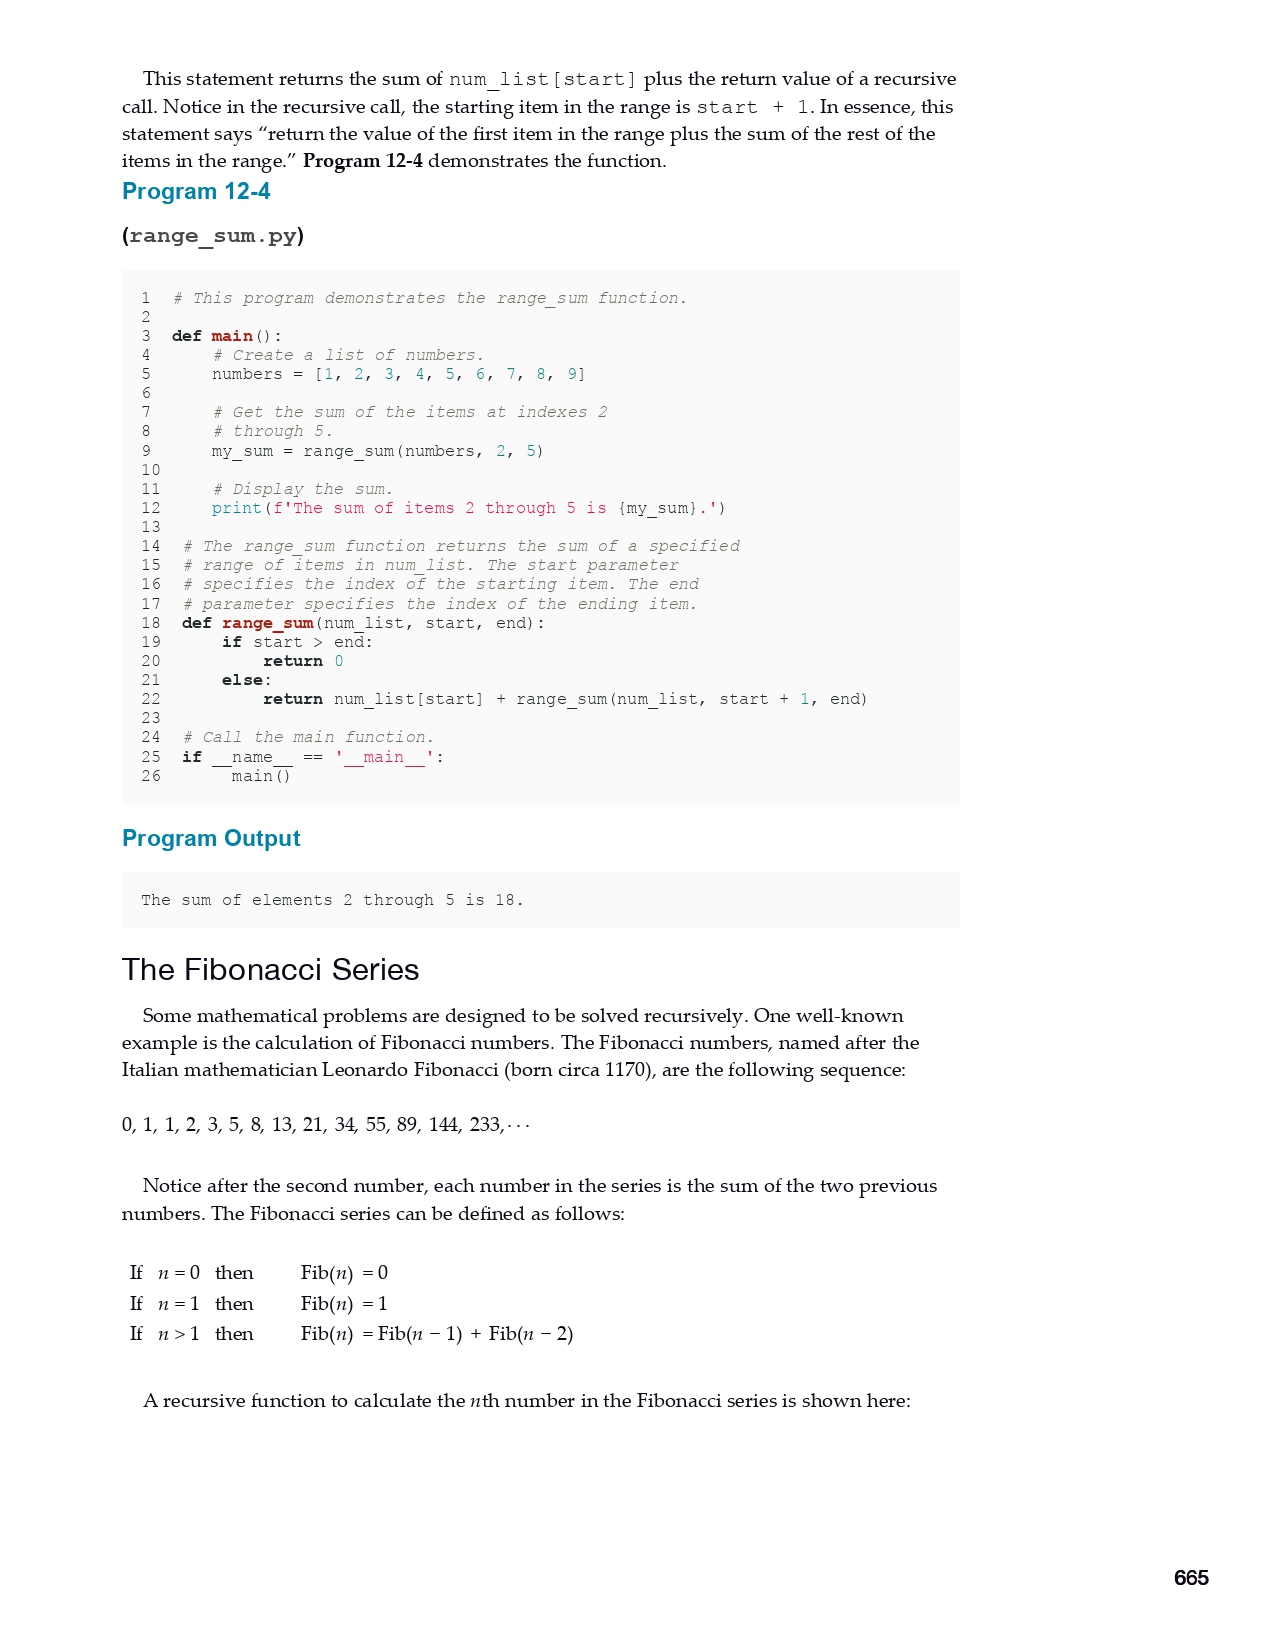 This statement returns the sum of num_list[start] plus the return value of a recursive
call. Notice in the recursive call, the starting item in the range is start + 1. In essence, this
statement says “return the value of the first item in the range plus the sum of the rest of the
items in the range.” Program 12-4 demonstrates the function.
Program 12-4
(range_sum.py)
1  # This program demonstrates the range_sum function.
2
3  def main():
4      # Create a list of numbers.
5      numbers = [1, 2, 3, 4, 5, 6, 7, 8, 9]
6
7      # Get the sum of the items at indexes 2
8      # through 5.
9      my_sum = range_sum(numbers, 2, 5)
10
11     # Display the sum.
12     print(f'The sum of items 2 through 5 is {my_sum}.')
13
14  # The range_sum function returns the sum of a specified
15  # range of items in num_list. The start parameter
16  # specifies the index of the starting item. The end
17  # parameter specifies the index of the ending item.
18  def range_sum(num_list, start, end):
19      if start > end:
20          return 0
21      else:
22          return num_list[start] + range_sum(num_list, start + 1, end)
23
24  # Call the main function.
25  if __name__ == '__main__':
26       main()
Program Output
The sum of elements 2 through 5 is 18.
The Fibonacci Series
Some mathematical problems are designed to be solved recursively. One well-known
example is the calculation of Fibonacci numbers. The Fibonacci numbers, named after the
Italian mathematician Leonardo Fibonacci (born circa 1170), are the following sequence:
0, 1, 1, 2, 3, 5, 8, 13, 21, 34, 55, 89, 144, 233,···
Notice after the second number, each number in the series is the sum of the two previous
numbers. The Fibonacci series can be defined as follows:
If n = 0 then Fib(n) = 0
If n = 1 then Fib(n) = 1
If n > 1 then Fib(n) = Fib(n − 1) + Fib(n − 2)
A recursive function to calculate the nth number in the Fibonacci series is shown here:
665